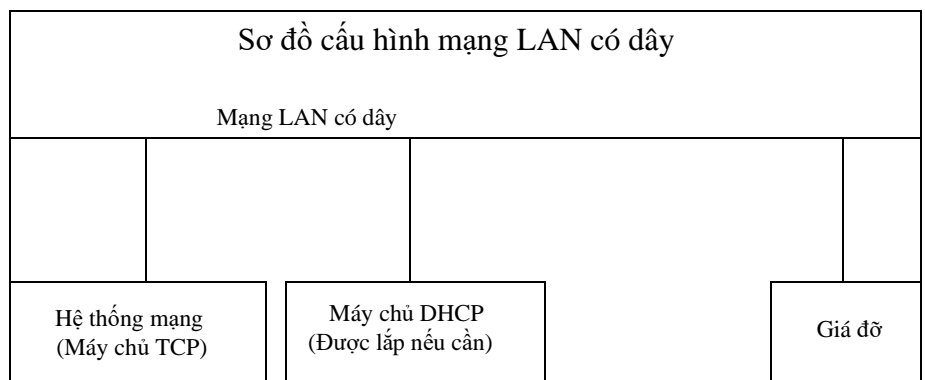 Sơ đồ cấu hình mạng LAN có dây
Mạng LAN có dây
Hệ thống mạng
(Máy chủ TCP)
Máy chủ DHCP
(Được lắp nếu cần)
Giá đỡ